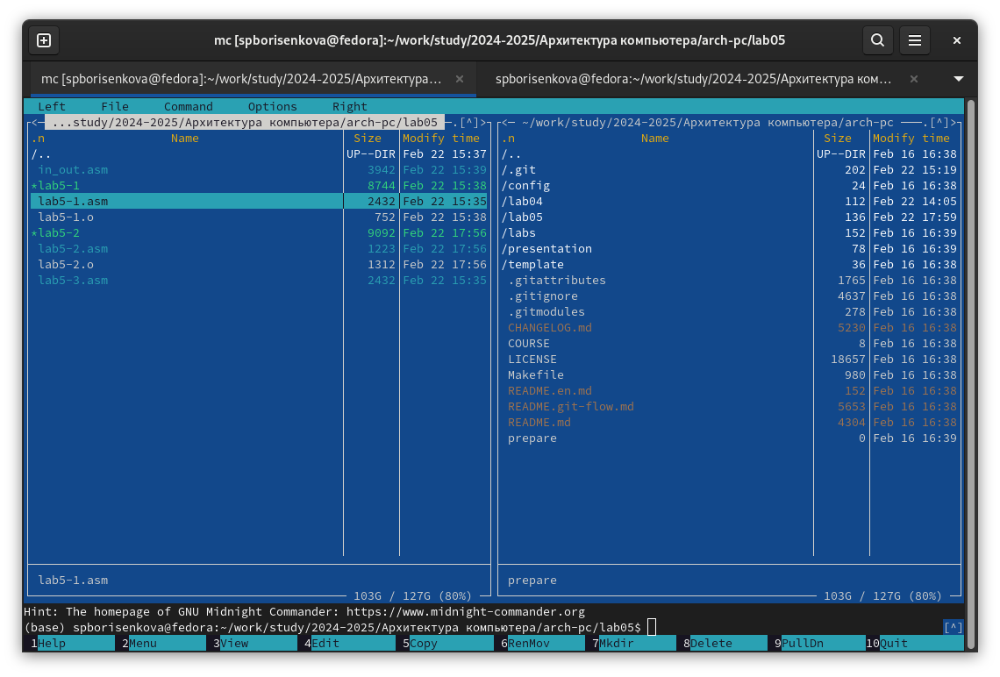 mc [spborisenkova@fedora]:~/work/study/2024-2025/Архитектура компьютера/arch-pc/lab05
mc [spborisenkova@fedora]:~/work/study/2024-2025/Архитектура… × spborisenkova@fedora:~/work/study/2024-2025/Архитектура ком… ×
Left File Command Options Right
<─ ...study/2024-2025/Архитектура компьютера/arch-pc/lab05 ─.[^]> <─ ~/work/study/2024-2025/Архитектура компьютера/arch-pc ──.[^]>
.n Name Size Modify time .n Name Size Modify time
/.. UP--DIR Feb 22 15:37 /.. UP--DIR Feb 16 16:38
in_out.asm 3942 Feb 22 15:39 /.git 202 Feb 22 15:19
*lab5-1 8744 Feb 22 15:38 /config 24 Feb 16 16:38
lab5-1.asm 2432 Feb 22 15:35 /lab04 112 Feb 22 14:05
lab5-1.o 752 Feb 22 15:38 /lab05 136 Feb 22 17:59
*lab5-2 9092 Feb 22 17:56 /labs 152 Feb 16 16:39
lab5-2.asm 1223 Feb 22 17:56 /presentation 78 Feb 16 16:39
lab5-2.o 1312 Feb 22 17:56 /template 36 Feb 16 16:38
lab5-3.asm 2432 Feb 22 15:35 .gitattributes 1765 Feb 16 16:38
.gitignore 4637 Feb 16 16:38
.gitmodules 278 Feb 16 16:38
CHANGELOG.md 5230 Feb 16 16:38
COURSE 8 Feb 16 16:38
LICENSE 18657 Feb 16 16:38
Makefile 980 Feb 16 16:38
README.en.md 152 Feb 16 16:38
README.git-flow.md 5653 Feb 16 16:38
README.md 4304 Feb 16 16:38
prepare 0 Feb 16 16:39
lab5-1.asm prepare
103G / 127G (80%) 103G / 127G (80%)
Hint: The homepage of GNU Midnight Commander: https://www.midnight-commander.org
(base) spborisenkova@fedora:~/work/study/2024-2025/Архитектура компьютера/arch-pc/lab05$ [^]
1Help 2Menu 3View 4Edit 5Copy 6RenMov 7Mkdir 8Delete 9PullDn 10Quit